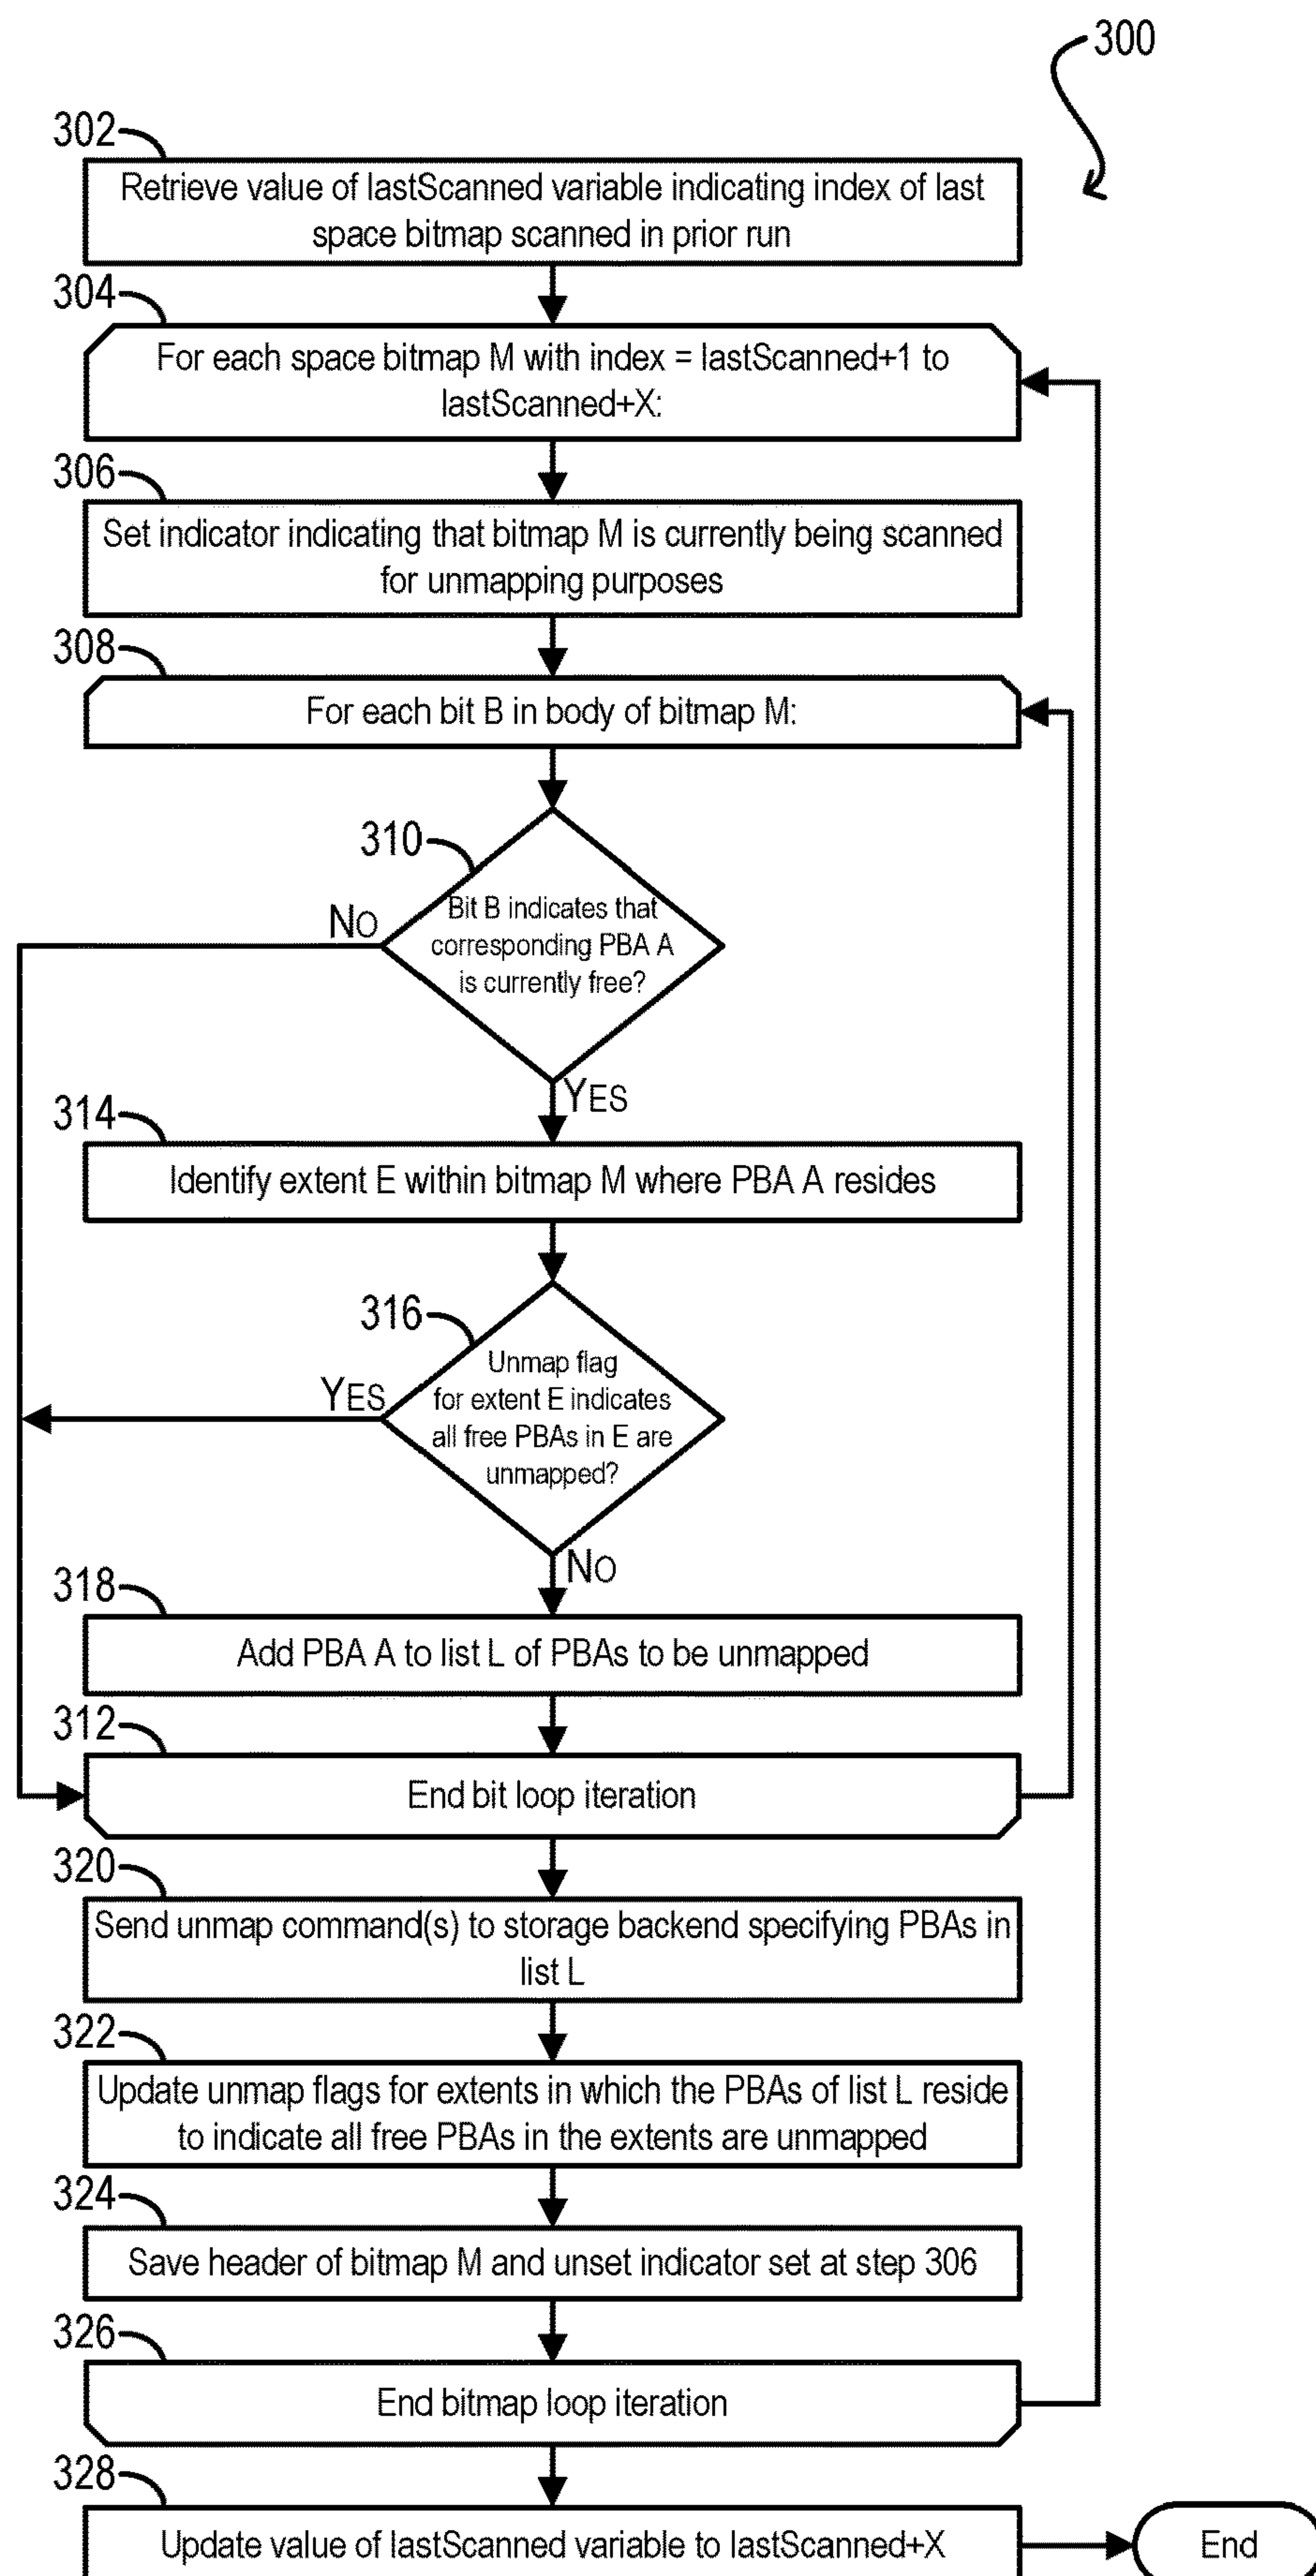 300
302
Retrieve value of lastScanned variable indicating index of last
space bitmap scanned in prior run
304
For each space bitmap M with index = lastScanned+1 to
lastScanned+X:
306
Set indicator indicating that bitmap M is currently being scanned
for unmapping purposes
308
For each bit B in body of bitmap M:
310
NO
Bit B indicates that
corresponding PBA A
is currently free?
YES
314
Identify extent E within bitmap M where PBA A resides
316
YES
Unmap flag
for extent E indicates
all free PBAs in E are
unmapped?
NO
318
Add PBA A to list L of PBAs to be unmapped
312
End bit loop iteration
320
Send unmap command(s) to storage backend specifying PBAs in
list L
322
Update unmap flags for extents in which the PBAs of list L reside
to indicate all free PBAs in the extents are unmapped
324
Save header of bitmap M and unset indicator set at step 306
326
End bitmap loop iteration
328
Update value of lastScanned variable to lastScanned+X
End